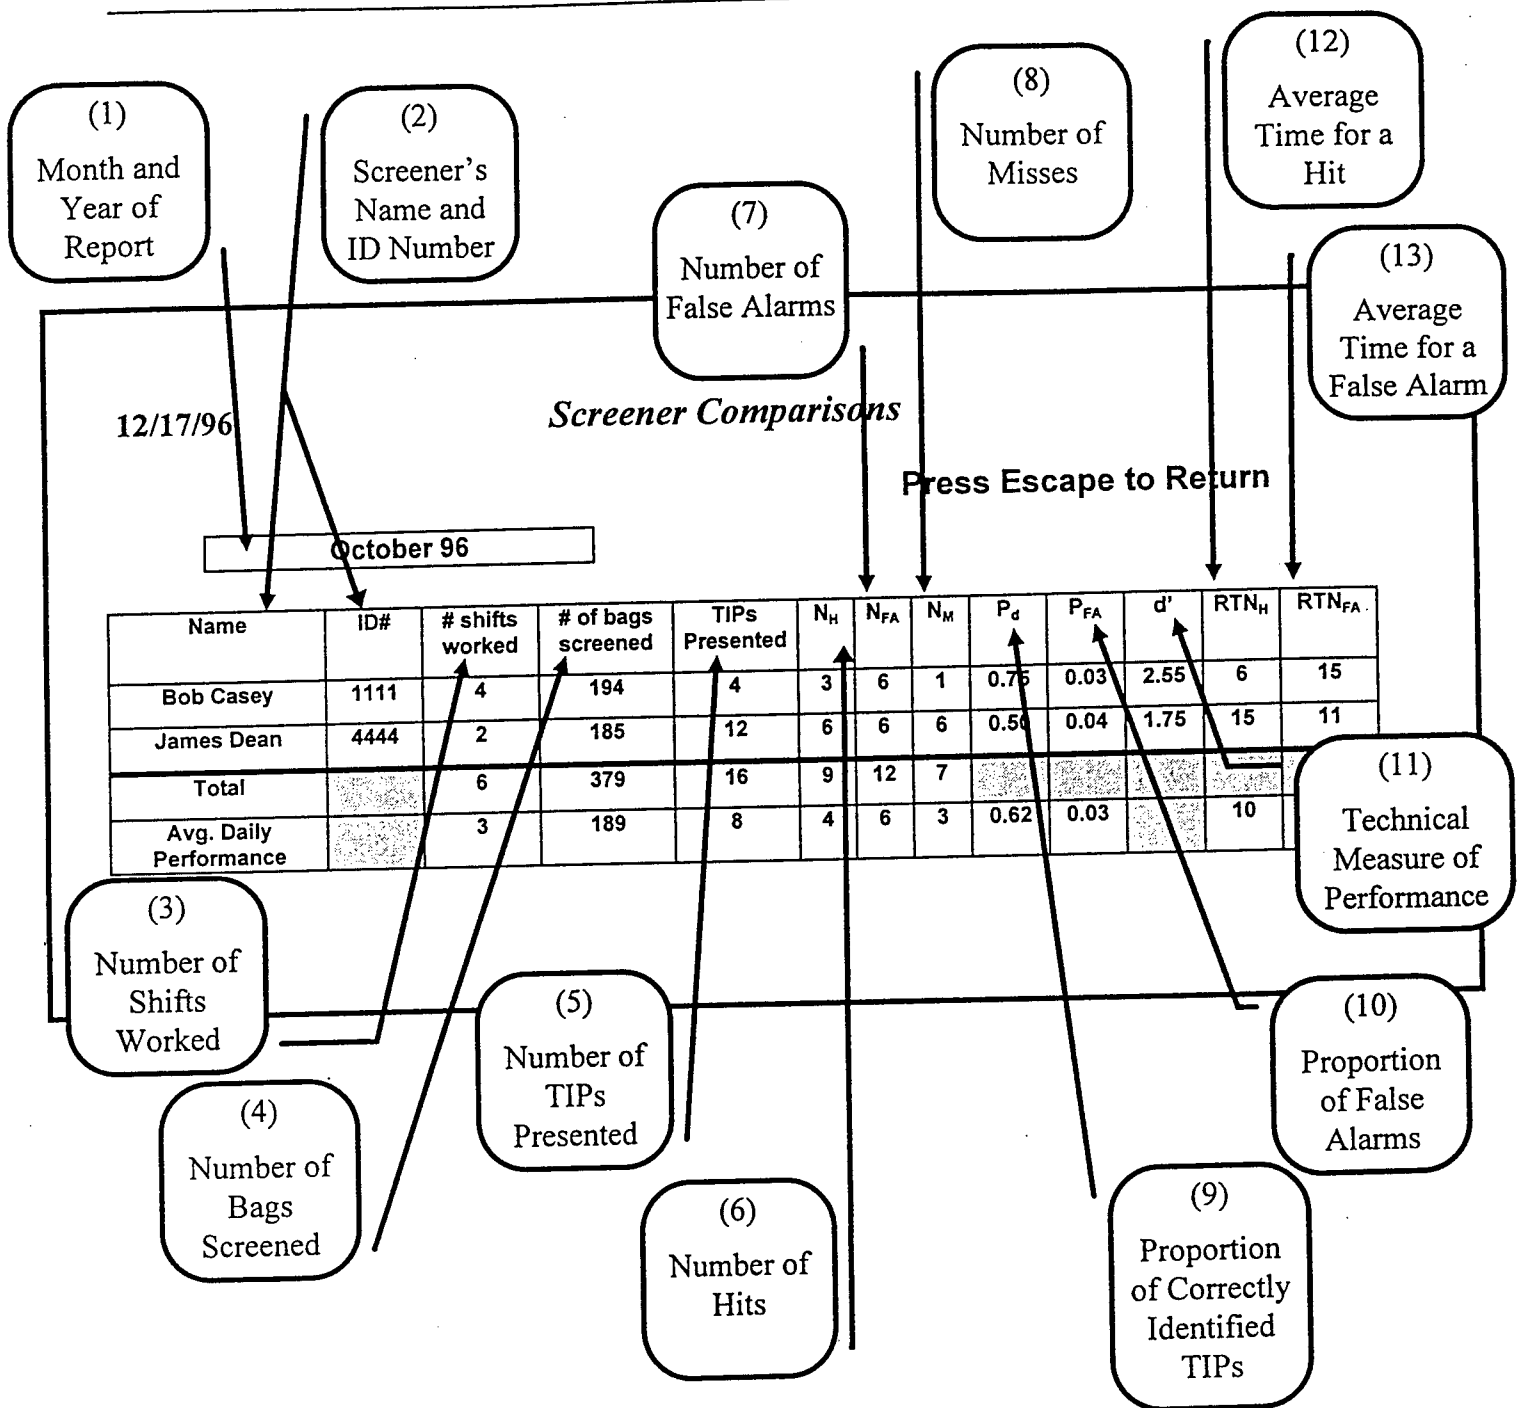 (1)
Month and
Year of
Report
(2)
Screener's
Name and
ID Number
(7)
Number of
False Alarms
(8)
Number of
Misses
(12)
Average
Time for a
Hit
(13)
Average
Time for a
False Alarm
12/17/96
Screener Comparisons
Press Escape to Return
October 96
Name ID# # shifts worked # of bags screened TIPs Presented NH NFA NM Pd PFA d' RTNH RTNFA
Bob Casey 1111 4 194 4 3 6 1 0.75 0.03 2.55 6 15
James Dean 4444 2 185 12 6 6 6 0.50 0.04 1.75 15 11
Total 6 379 16 9 12 7
Avg. Daily Performance 3 189 8 4 6 3 0.62 0.03 10
(3)
Number of
Shifts
Worked
(4)
Number of
Bags
Screened
(5)
Number of
TIPs
Presented
(6)
Number of
Hits
(9)
Proportion
of Correctly
Identified
TIPs
(10)
Proportion
of False
Alarms
(11)
Technical
Measure of
Performance